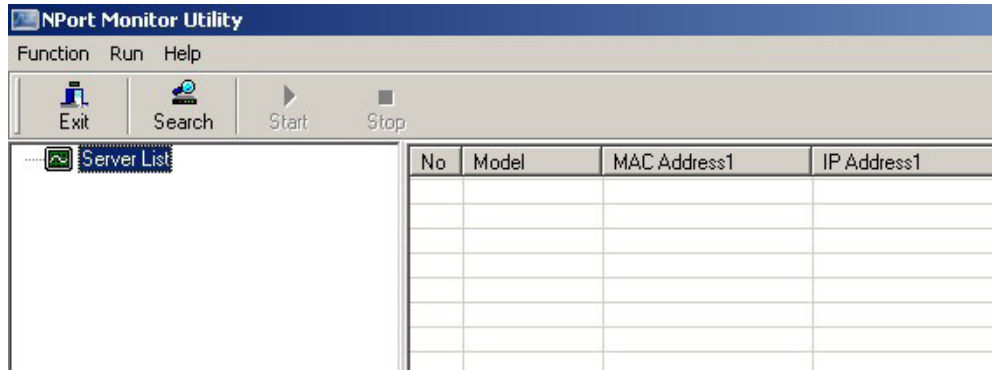 NPort Monitor Utility
Function Run Help
Exit Search Start Stop
Server List
No Model MAC Address1 IP Address1